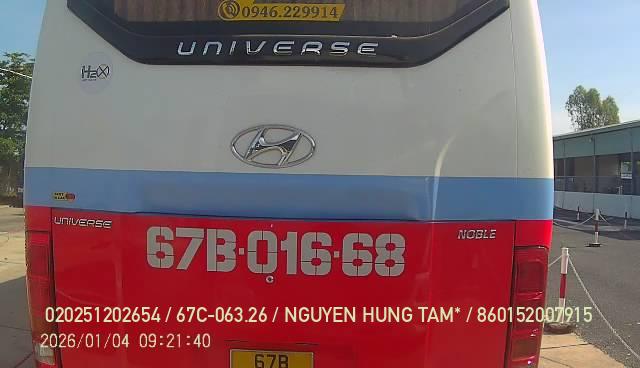 0946.229914
UNIVERSE
H2X
UNIVERSE
NOBLE
67B·016·68
020251202654 / 67C-063.26 / NGUYEN HUNG TAM* / 860152007915
2026/01/04 09:21:40
67B